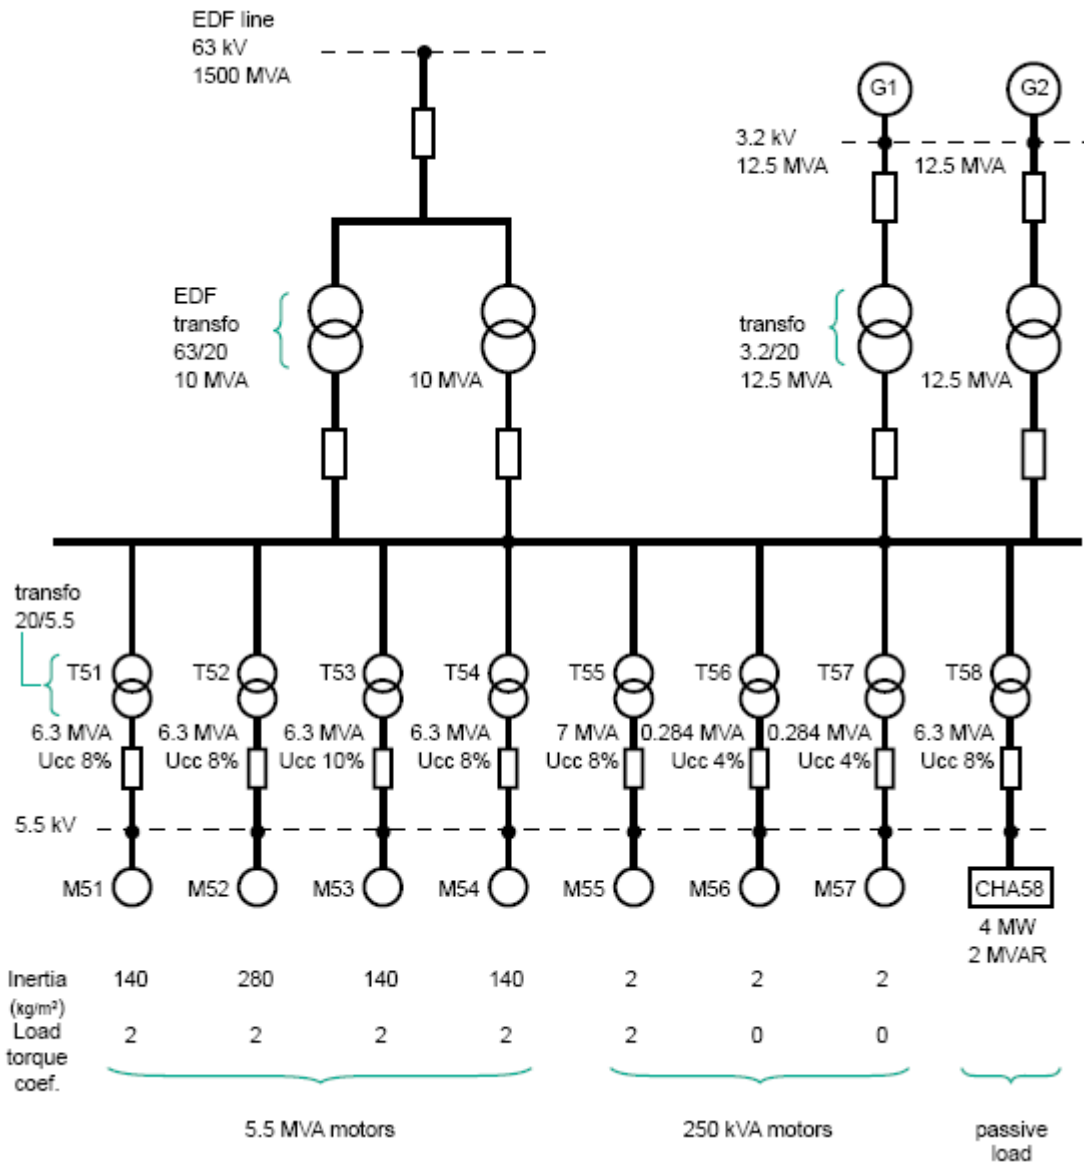 EDF line
63 kV
1500 MVA
G1
G2
3.2 kV
12.5 MVA
12.5 MVA
EDF
transfo
63/20
10 MVA
10 MVA
transfo
3.2/20
12.5 MVA
12.5 MVA
transfo
20/5.5
T51
T52
T53
T54
T55
T56
T57
T58
6.3 MVA
Ucc 8%
6.3 MVA
Ucc 8%
6.3 MVA
Ucc 10%
6.3 MVA
Ucc 8%
7 MVA
Ucc 8%
0.284 MVA
Ucc 4%
0.284 MVA
Ucc 4%
6.3 MVA
Ucc 8%
5.5 kV
M51
M52
M53
M54
M55
M56
M57
CHA58
4 MW
2 MVAR
Inertia
(kg/m²)
140 280 140 140 2 2 2
Load
torque
coef.
2 2 2 2 2 0 0
5.5 MVA motors
250 kVA motors
passive
load